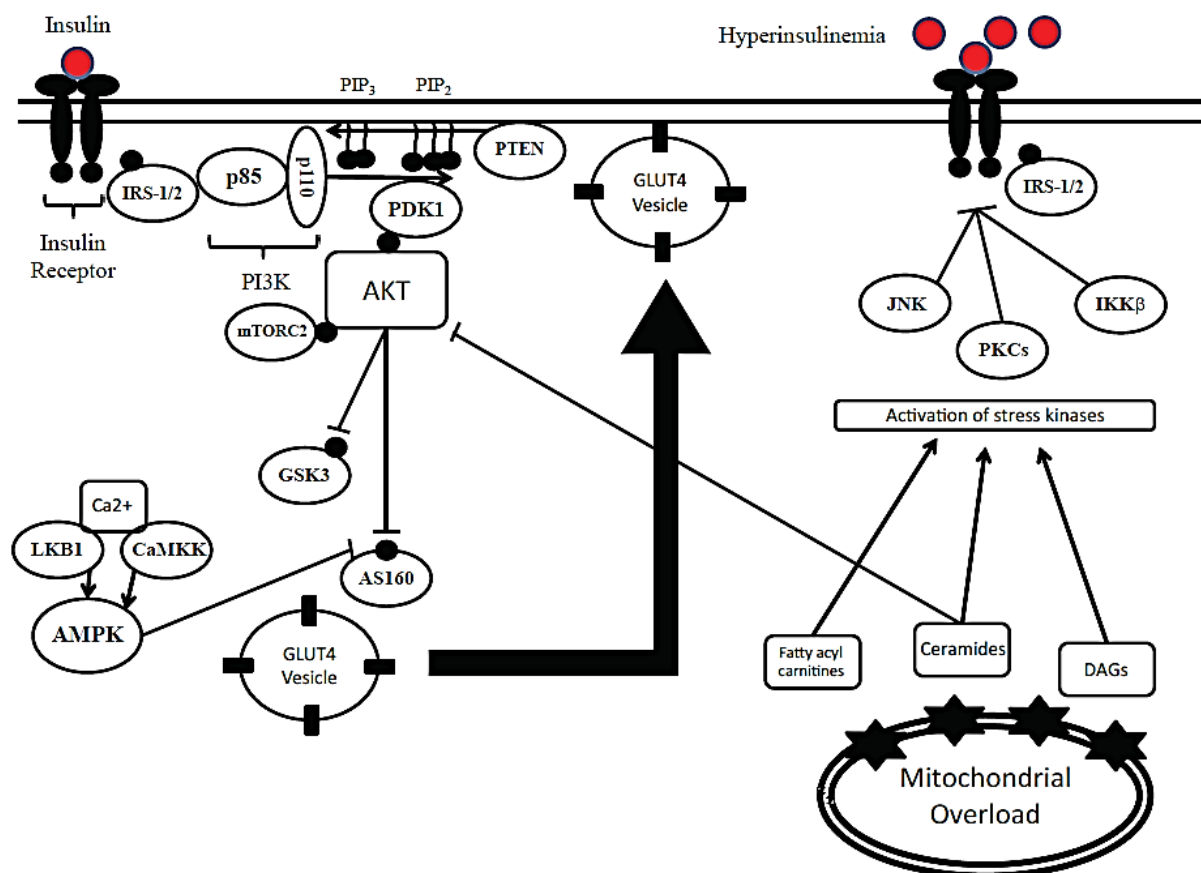 Insulin
Hyperinsulinemia
PIP3
PIP2
PTEN
p110
p85
IRS-1/2
PDK1
GLUT4
Vesicle
IRS-1/2
Insulin
Receptor
PI3K
AKT
mTORC2
JNK
IKKβ
PKCs
Activation of stress kinases
GSK3
Ca2+
LKB1
CaMKK
AS160
AMPK
GLUT4
Vesicle
Fatty acyl
carnitines
Ceramides
DAGs
Mitochondrial
Overload